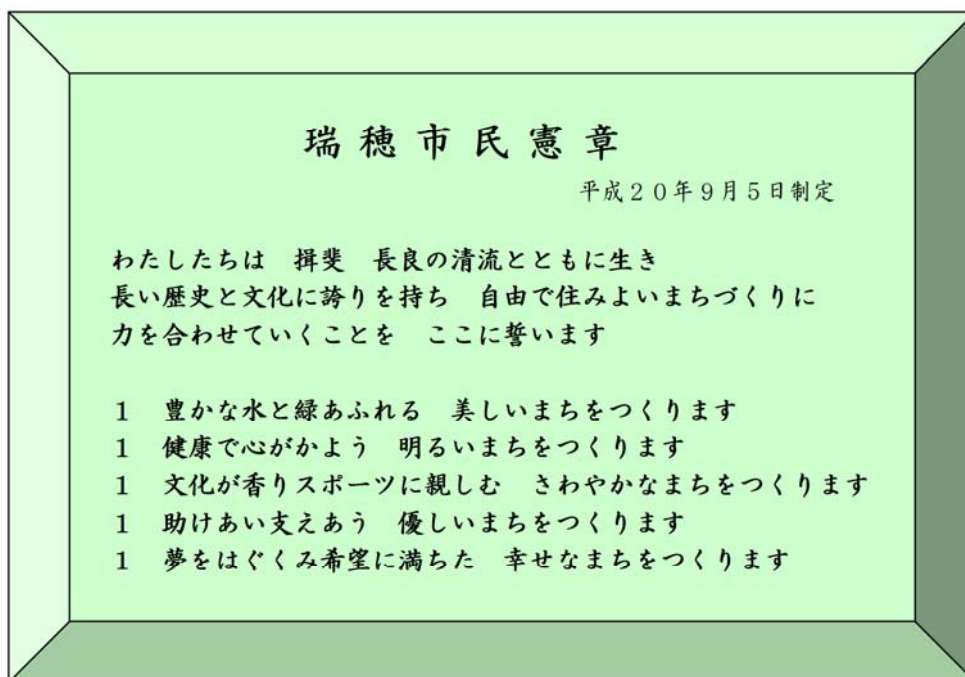 瑞穂市民憲章
平成２０年９月５日制定
わたしたちは　揖斐　長良の清流とともに生き
長い歴史と文化に誇りを持ち　自由で住みよいまちづくりに
力を合わせていくことを　ここに誓います
１　豊かな水と緑あふれる　美しいまちをつくります
１　健康で心がかよう　明るいまちをつくります
１　文化が香りスポーツに親しむ　さわやかなまちをつくります
１　助けあい支えあう　優しいまちをつくります
１　夢をはぐくみ希望に満ちた　幸せなまちをつくります